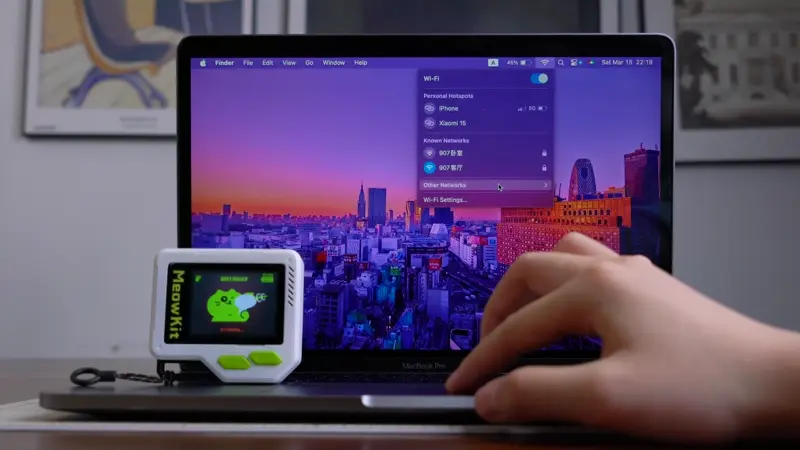 Finder File Edit View Go Window Help
A 45% Sat Mar 15 22:18
Wi-Fi
Personal Hotspots
iPhone 5G
Xiaomi 15
Known Networks
907卧室
907客厅
Other Networks
Wi-Fi Settings...
MeowKit
MacBook Pro